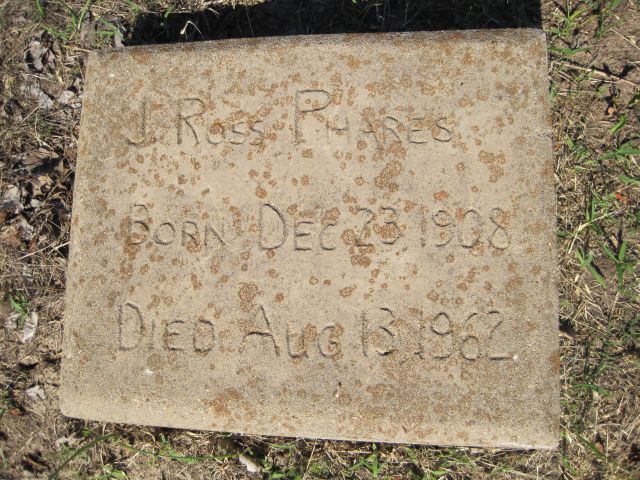 J Ross Phares
Born Dec 23 1908
Died Aug 13 1962